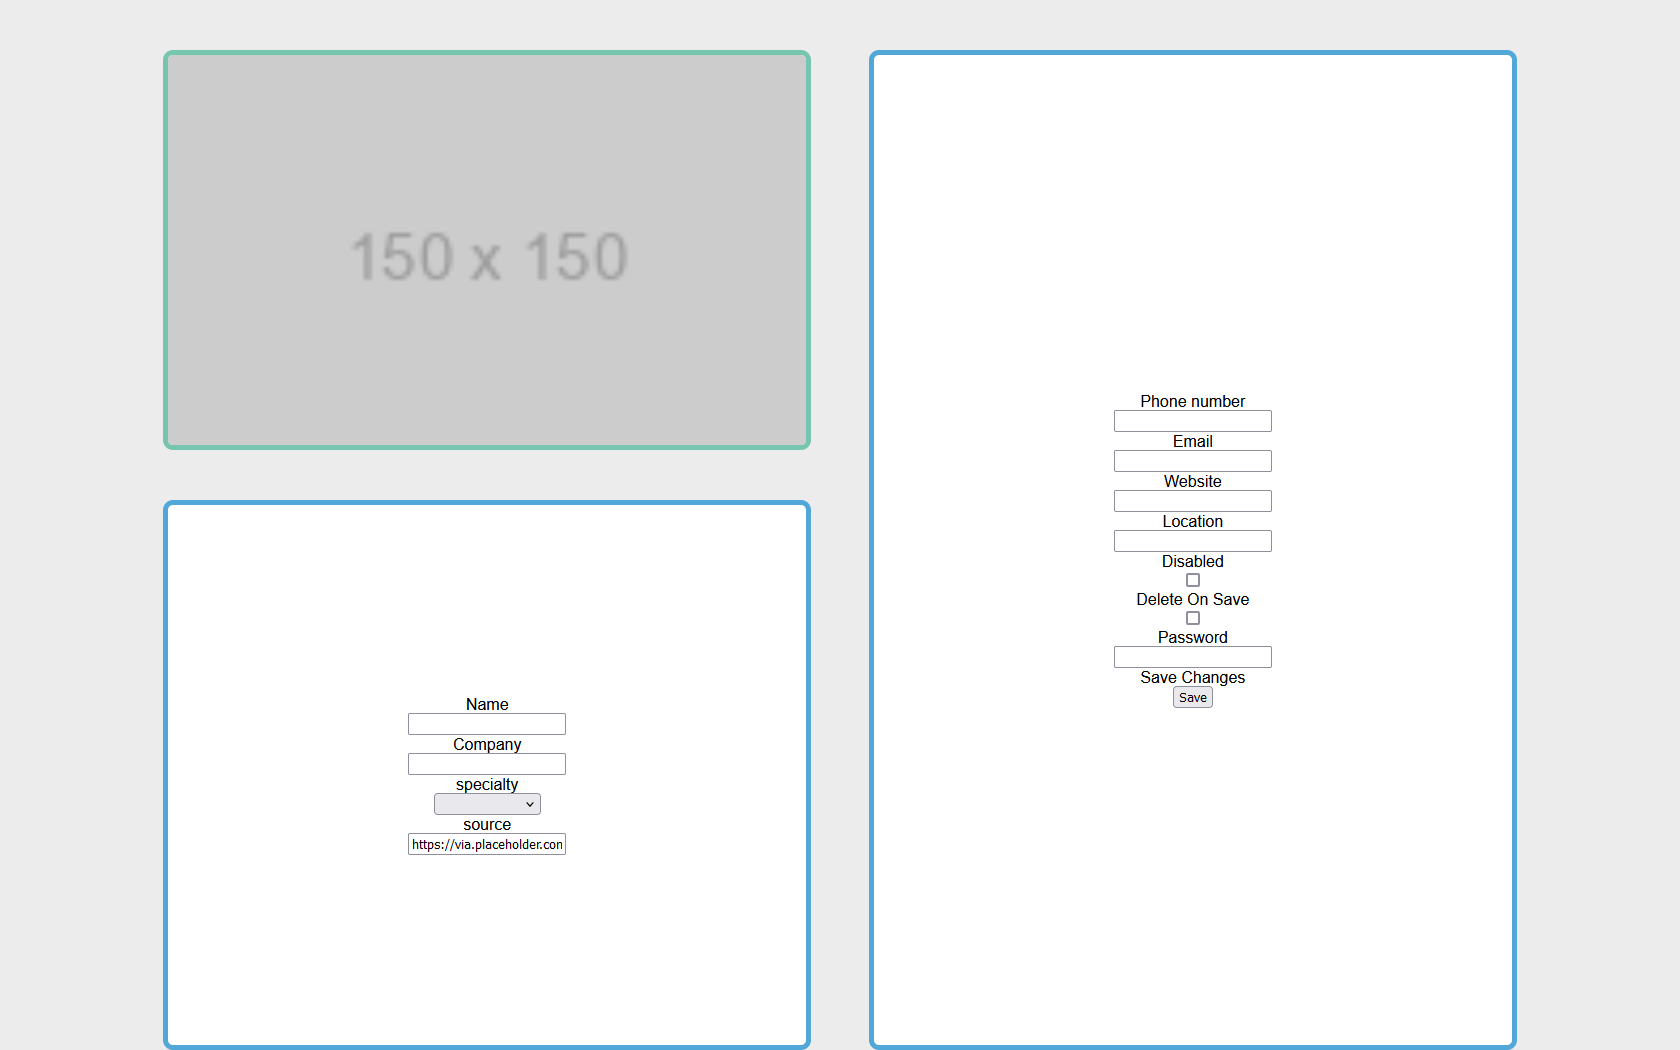 150 x 150
Name
Company
specialty
source
https://via.placeholder.con
Phone number
Email
Website
Location
Disabled
Delete On Save
Password
Save Changes
Save